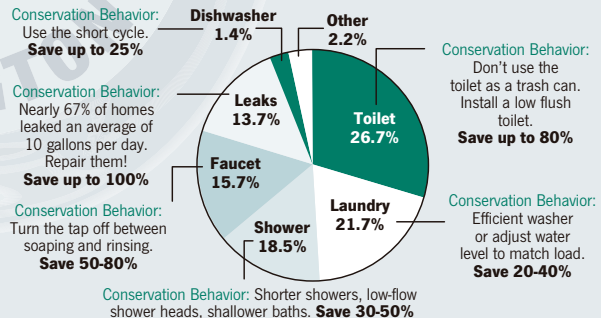 Conservation Behavior:
Use the short cycle.
Save up to 25%
Dishwasher
1.4%
Other
2.2%
Conservation Behavior:
Don't use the
toilet as a trash can.
Install a low flush
toilet.
Save up to 80%
Conservation Behavior:
Nearly 67% of homes
leaked an average of
10 gallons per day.
Repair them!
Save up to 100%
Leaks
13.7%
Toilet
26.7%
Faucet
15.7%
Laundry
21.7%
Shower
18.5%
Conservation Behavior:
Turn the tap off between
soaping and rinsing.
Save 50-80%
Conservation Behavior:
Efficient washer
or adjust water
level to match load.
Save 20-40%
Conservation Behavior: Shorter showers, low-flow
shower heads, shallower baths. Save 30-50%